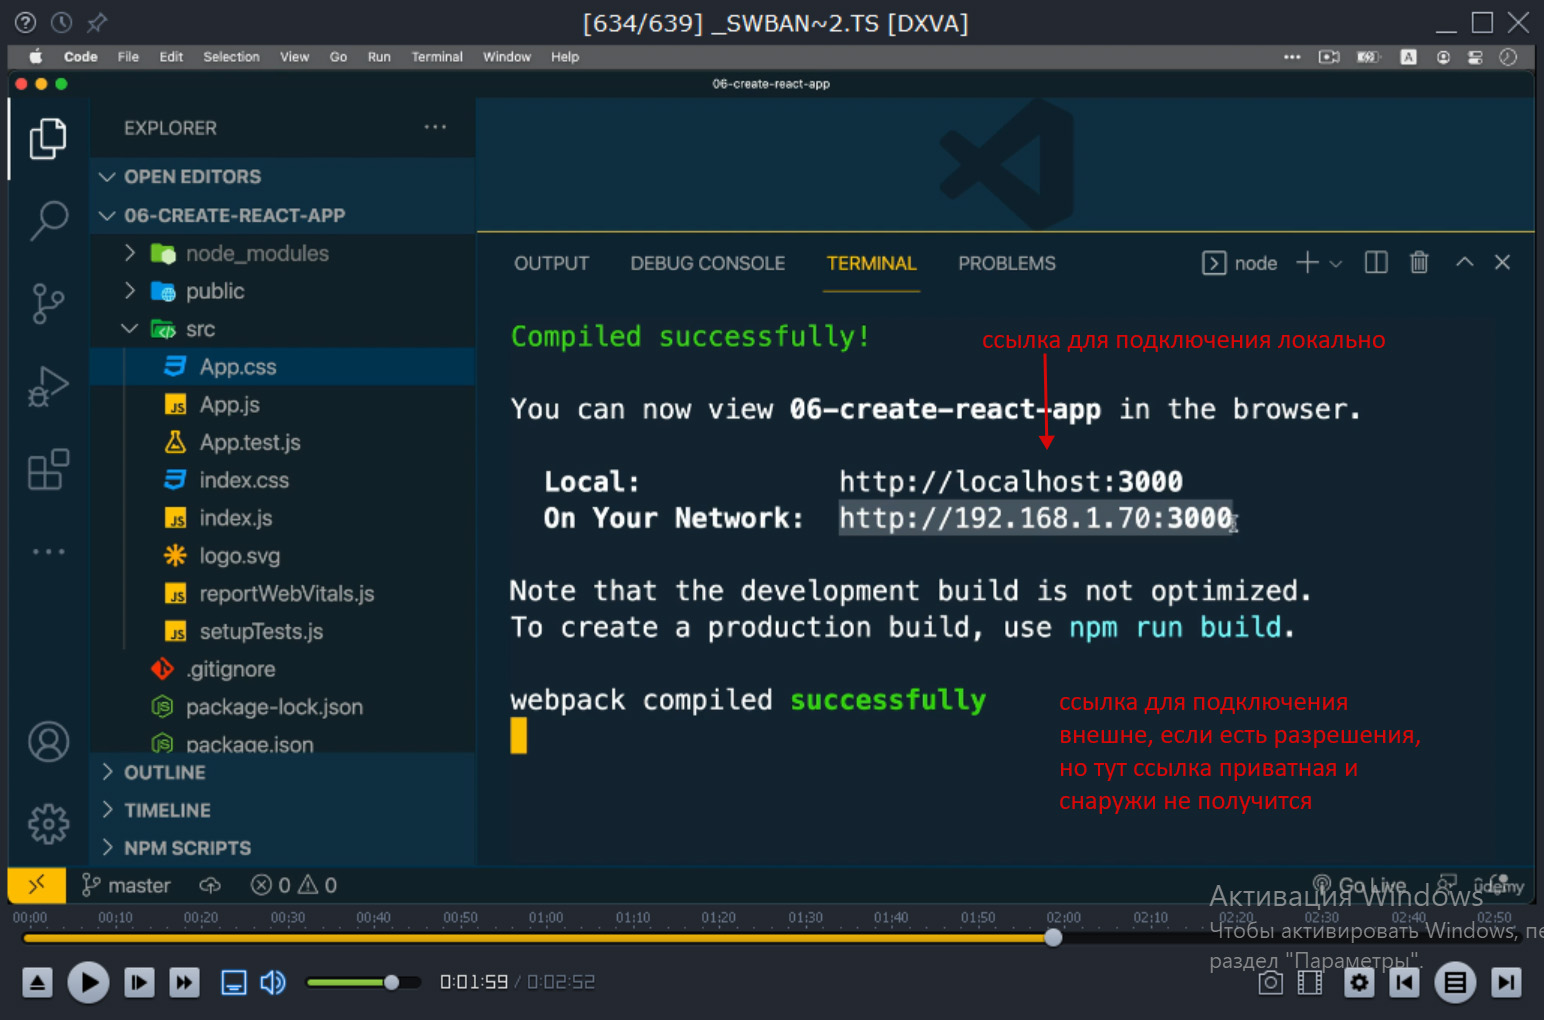 [634/639] _SWBAN~2.TS [DXVA]
Code File Edit Selection View Go Run Terminal Window Help
A
06-create-react-app
EXPLORER
OPEN EDITORS
06-CREATE-REACT-APP
node_modules
public
src
App.css
App.js
App.test.js
index.css
index.js
logo.svg
reportWebVitals.js
setupTests.js
.gitignore
package-lock.json
package.json
OUTLINE
TIMELINE
NPM SCRIPTS
OUTPUT DEBUG CONSOLE TERMINAL PROBLEMS node
Compiled successfully!
ссылка для подключения локально
You can now view 06-create-react-app in the browser.
Local: http://localhost:3000
On Your Network: http://192.168.1.70:3000
Note that the development build is not optimized.
To create a production build, use npm run build.
webpack compiled successfully
ссылка для подключения
внешне, если есть разрешения,
но тут ссылка приватная и
снаружи не получится
master 0 0 Go Live
udemy
Активация Windows
Чтобы активировать Windows, пе
раздел "Параметры".
00:00 00:10 00:20 00:30 00:40 00:50 01:00 01:10 01:20 01:30 01:40 01:50 02:00 02:10 02:20 02:30 02:40 02:50
0:01:59 / 0:02:52